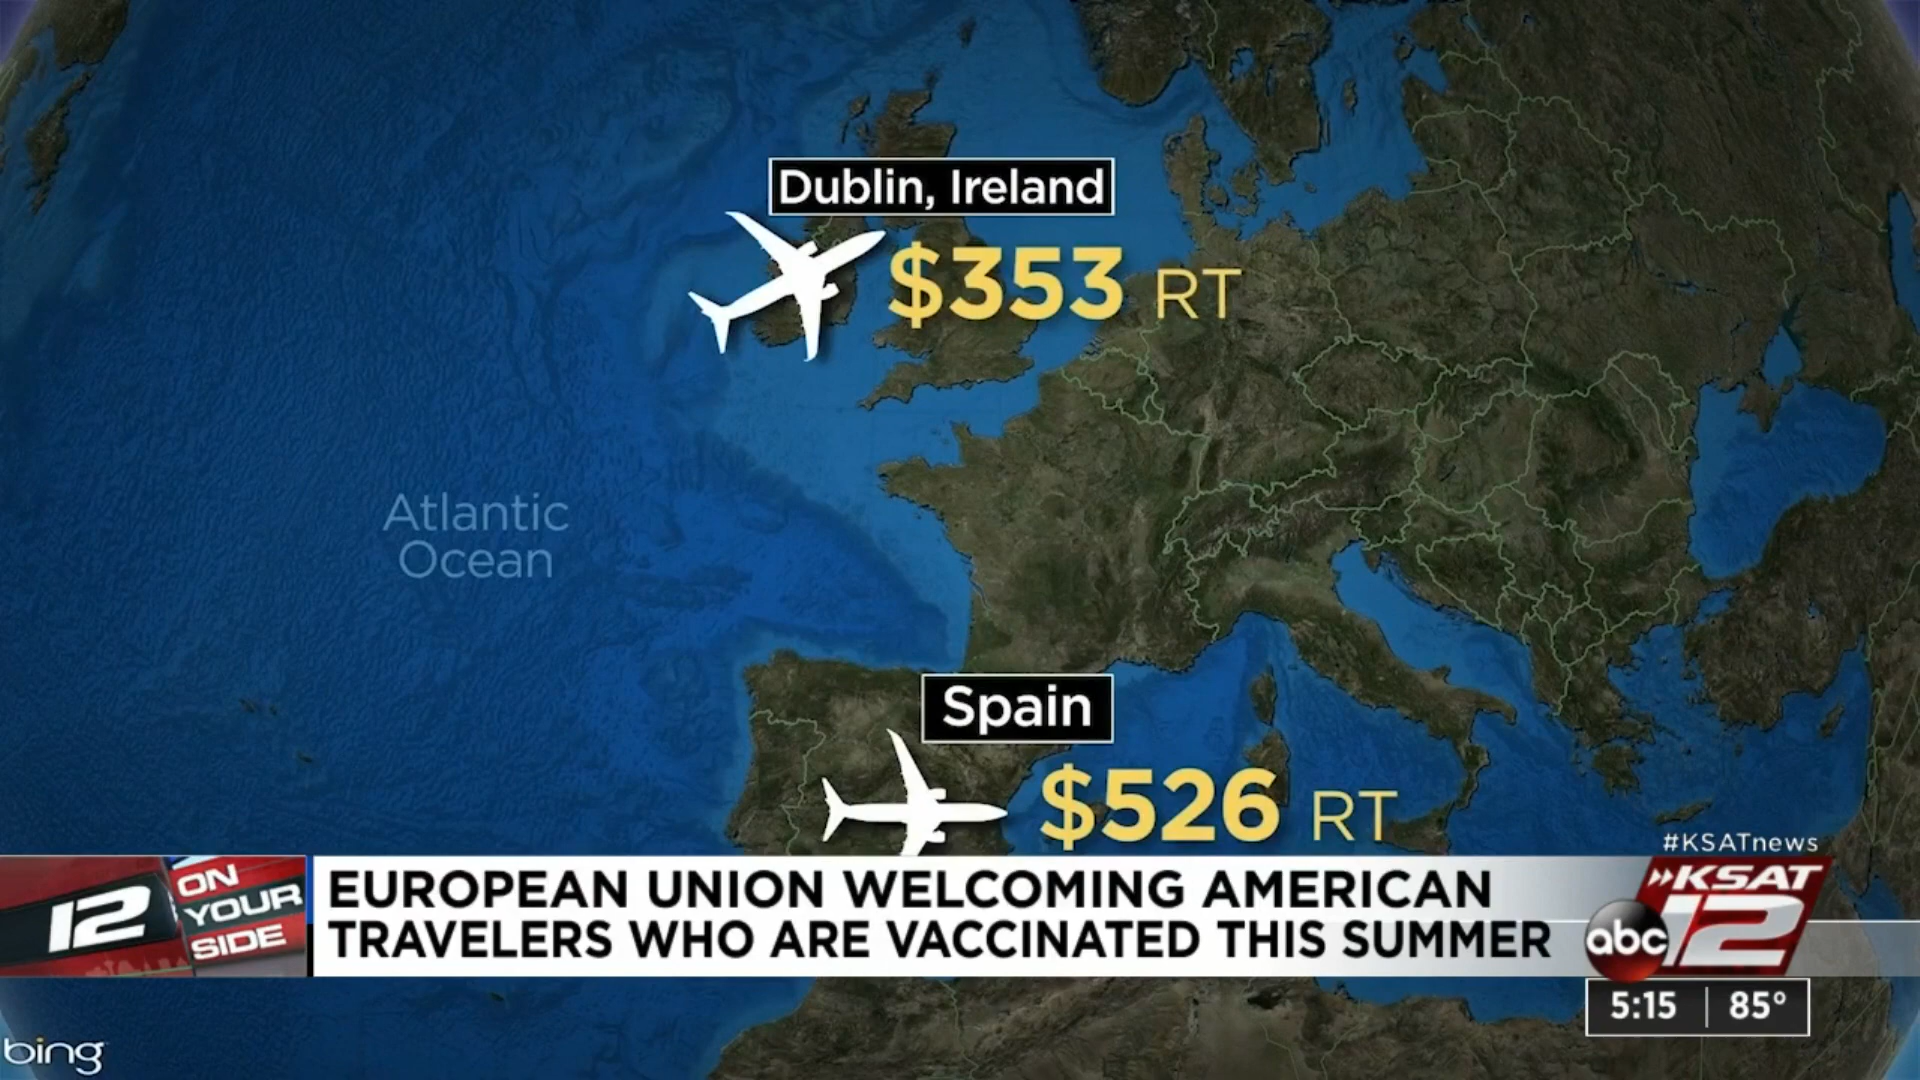 Dublin, Ireland
$353 RT
Atlantic
Ocean
Spain
$526 RT
#KSATnews
12 ON
YOUR
SIDE
EUROPEAN UNION WELCOMING AMERICAN
TRAVELERS WHO ARE VACCINATED THIS SUMMER
KSAT
abc 12
5:15 85°
bing